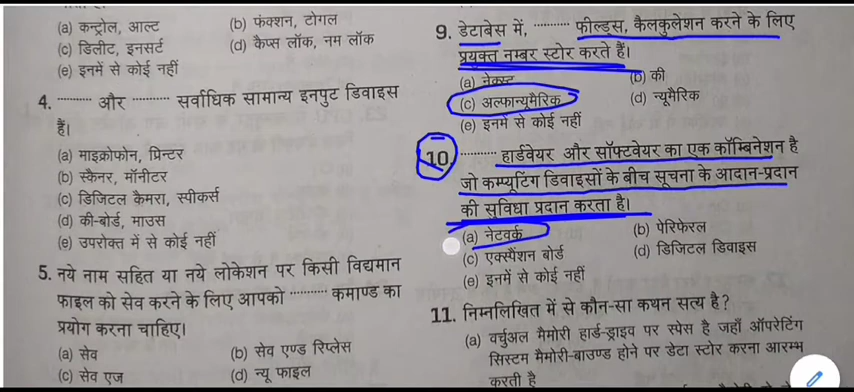 (a) कन्ट्रोल, आल्ट
(b) फंक्शन, टोगल
(c) डिलीट, इनसर्ट
(d) कैप्स लॉक, नम लॉक
(e) इनमें से कोई नहीं
4. ............ और ............ सर्वाधिक सामान्य इनपुट डिवाइस
हैं।
(a) माइक्रोफोन, प्रिन्टर
(b) स्कैनर, मॉनीटर
(c) डिजिटल कैमरा, स्पीकर्स
(d) की-बोर्ड, माउस
(e) उपरोक्त में से कोई नहीं
5. नये नाम सहित या नये लोकेशन पर किसी विद्यमान
फाइल को सेव करने के लिए आपको ............ कमाण्ड का
प्रयोग करना चाहिए।
(a) सेव
(b) सेव एण्ड रिप्लेस
(c) सेव एज
(d) न्यू फाइल
9. डेटाबेस में, ............ फील्ड्स, कैलकुलेशन करने के लिए
प्रयुक्त नम्बर स्टोर करते हैं।
(a) नेक्स्ट
(b) की
(c) अल्फान्यूमैरिक
(d) न्यूमैरिक
(e) इनमें से कोई नहीं
10. ............ हार्डवेयर और सॉफ्टवेयर का एक कॉम्बिनेशन है
जो कम्प्यूटिंग डिवाइसों के बीच सूचना के आदान-प्रदान
की सुविधा प्रदान करता है।
(a) नेटवर्क
(b) पेरिफेरल
(c) एक्स्पैंशन बोर्ड
(d) डिजिटल डिवाइस
(e) इनमें से कोई नहीं
11. निम्नलिखित में से कौन-सा कथन सत्य है?
(a) वर्चुअल मैमोरी हार्ड-ड्राइव पर स्पेस है जहाँ ऑपरेटिंग
सिस्टम मैमोरी-बाउण्ड होने पर डेटा स्टोर करना आरम्भ
करती है